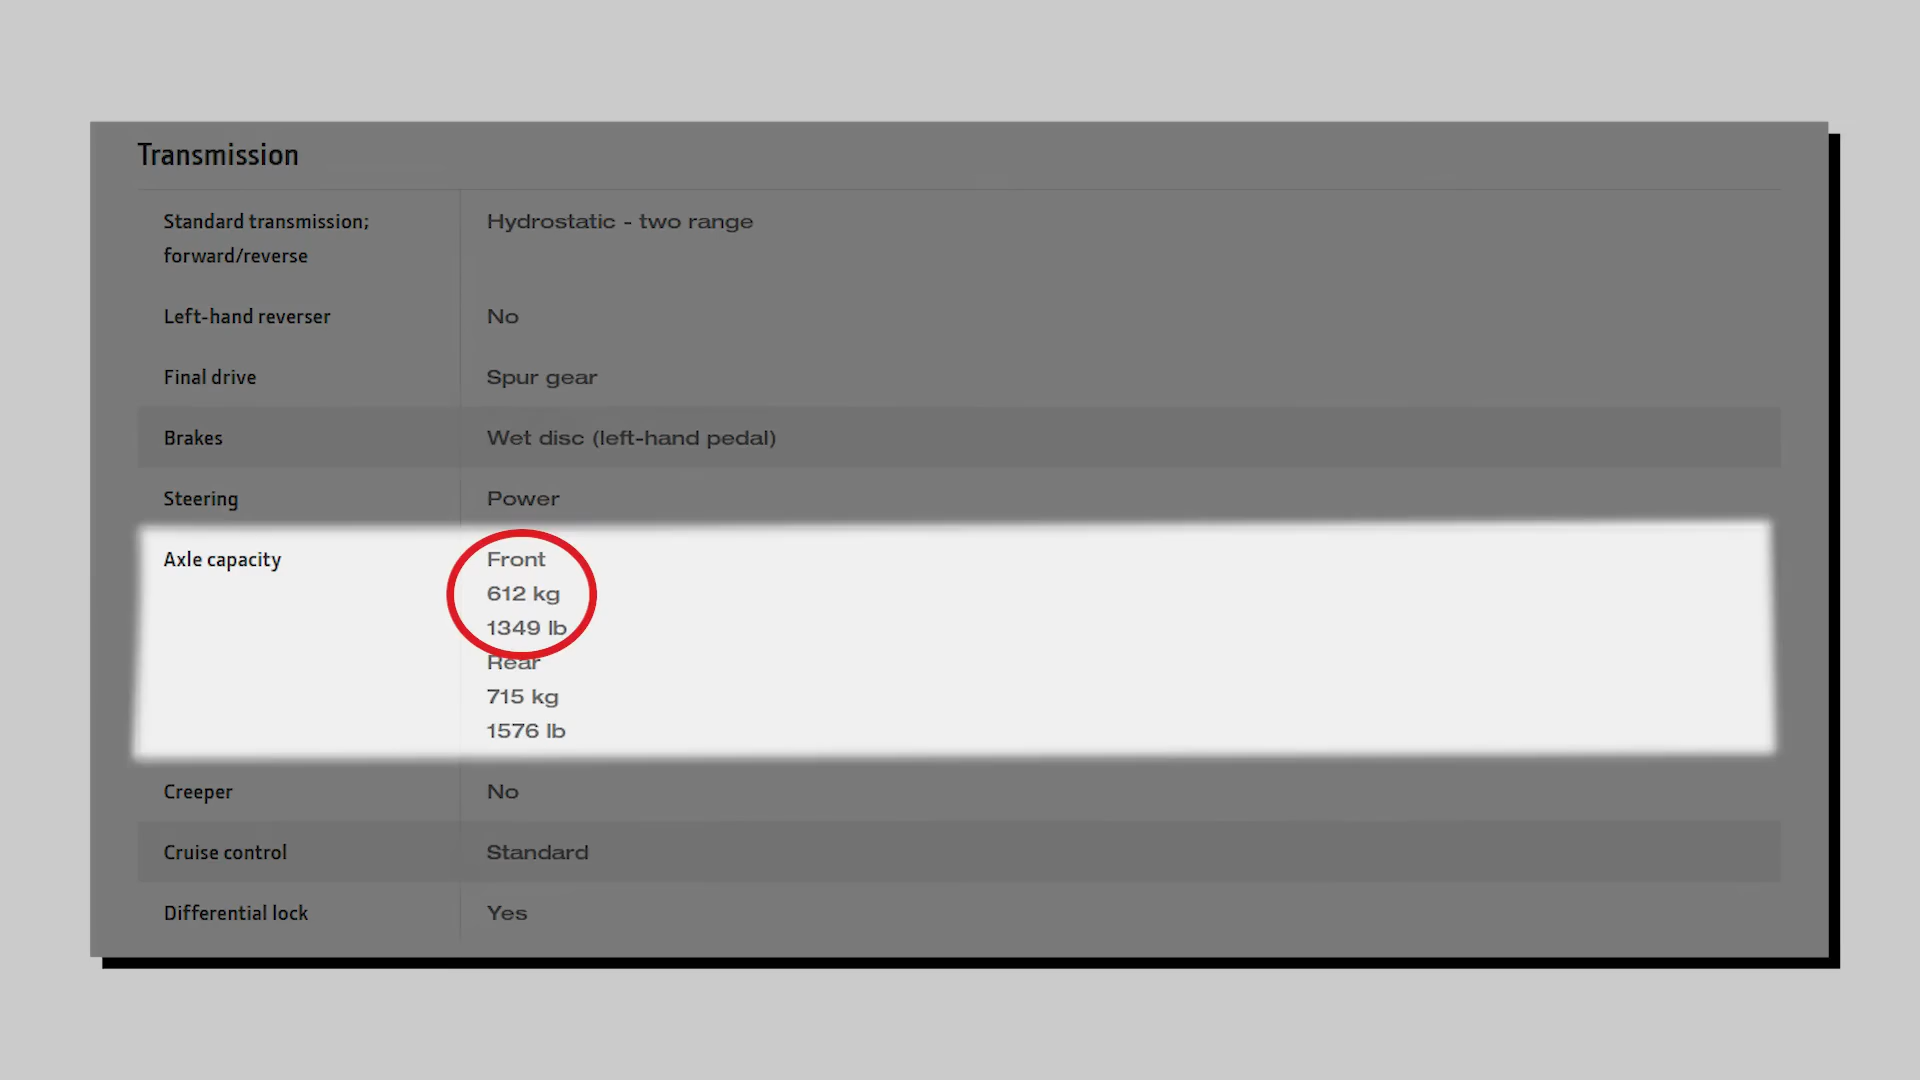 Transmission
Standard transmission; Hydrostatic - two range
forward/reverse
Left-hand reverser No
Final drive Spur gear
Brakes Wet disc (left-hand pedal)
Steering Power
Axle capacity Front
612 kg
1349 lb
Rear
715 kg
1576 lb
Creeper No
Cruise control Standard
Differential lock Yes